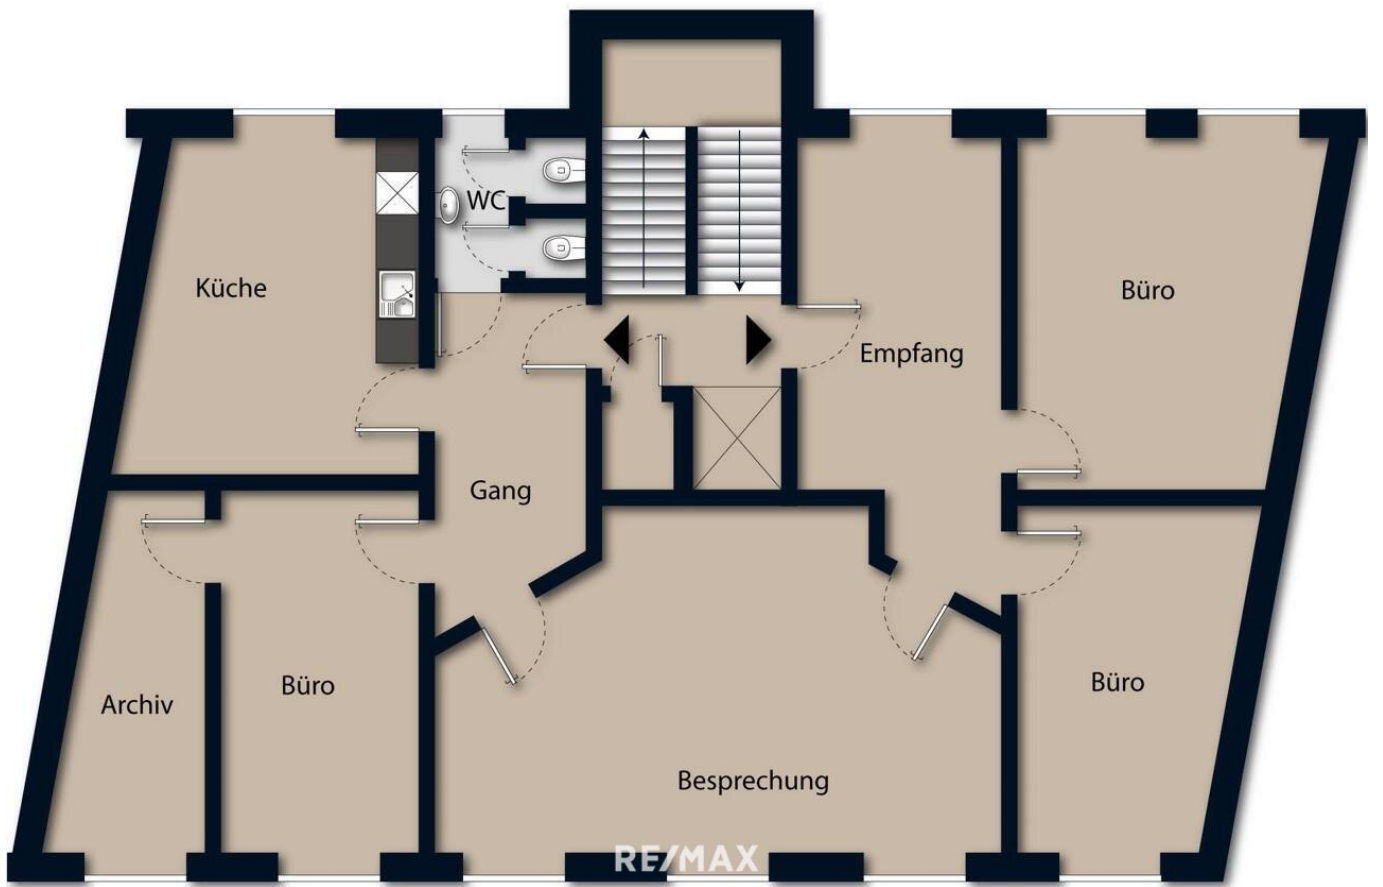 WC
Küche
Büro
Empfang
Gang
Büro
Archiv
Büro
Besprechung
RE/MAX